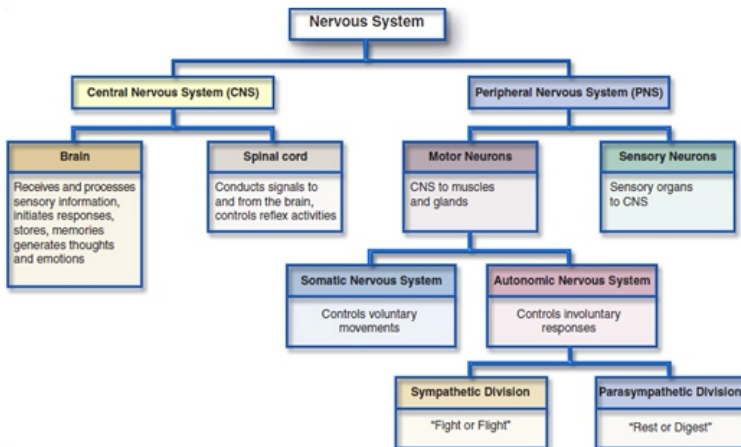 Nervous System
Central Nervous System (CNS)
Peripheral Nervous System (PNS)
Brain
Receives and processes
sensory information,
initiates responses,
stores, memories
generates thoughts
and emotions
Spinal cord
Conducts signals to
and from the brain,
controls reflex activities
Motor Neurons
CNS to muscles
and glands
Sensory Neurons
Sensory organs
to CNS
Somatic Nervous System
Controls voluntary
movements
Autonomic Nervous System
Controls involuntary
responses
Sympathetic Division
"Fight or Flight"
Parasympathetic Division
"Rest or Digest"